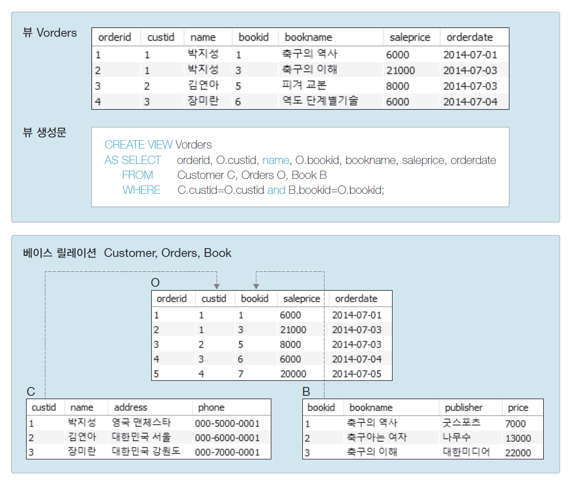 뷰 Vorders
orderid custid name bookid bookname saleprice orderdate
1 1 박지성 1 축구의 역사 6000 2014-07-01
2 1 박지성 3 축구의 이해 21000 2014-07-03
3 2 김연아 5 피겨 교본 8000 2014-07-03
4 3 장미란 6 역도 단계별기술 6000 2014-07-04
뷰 생성문
CREATE VIEW Vorders
AS SELECT orderid, O.custid, name, O.bookid, bookname, saleprice, orderdate
FROM Customer C, Orders O, Book B
WHERE C.custid=O.custid and B.bookid=O.bookid;
베이스 릴레이션 Customer, Orders, Book
O
orderid custid bookid saleprice orderdate
1 1 1 6000 2014-07-01
2 1 3 21000 2014-07-03
3 2 5 8000 2014-07-03
4 3 6 6000 2014-07-04
5 4 7 20000 2014-07-05
C
custid name address phone
1 박지성 영국 맨체스타 000-5000-0001
2 김연아 대한민국 서울 000-6000-0001
3 장미란 대한민국 강원도 000-7000-0001
B
bookid bookname publisher price
1 축구의 역사 굿스포츠 7000
2 축구아는 여자 나무수 13000
3 축구의 이해 대한미디어 22000